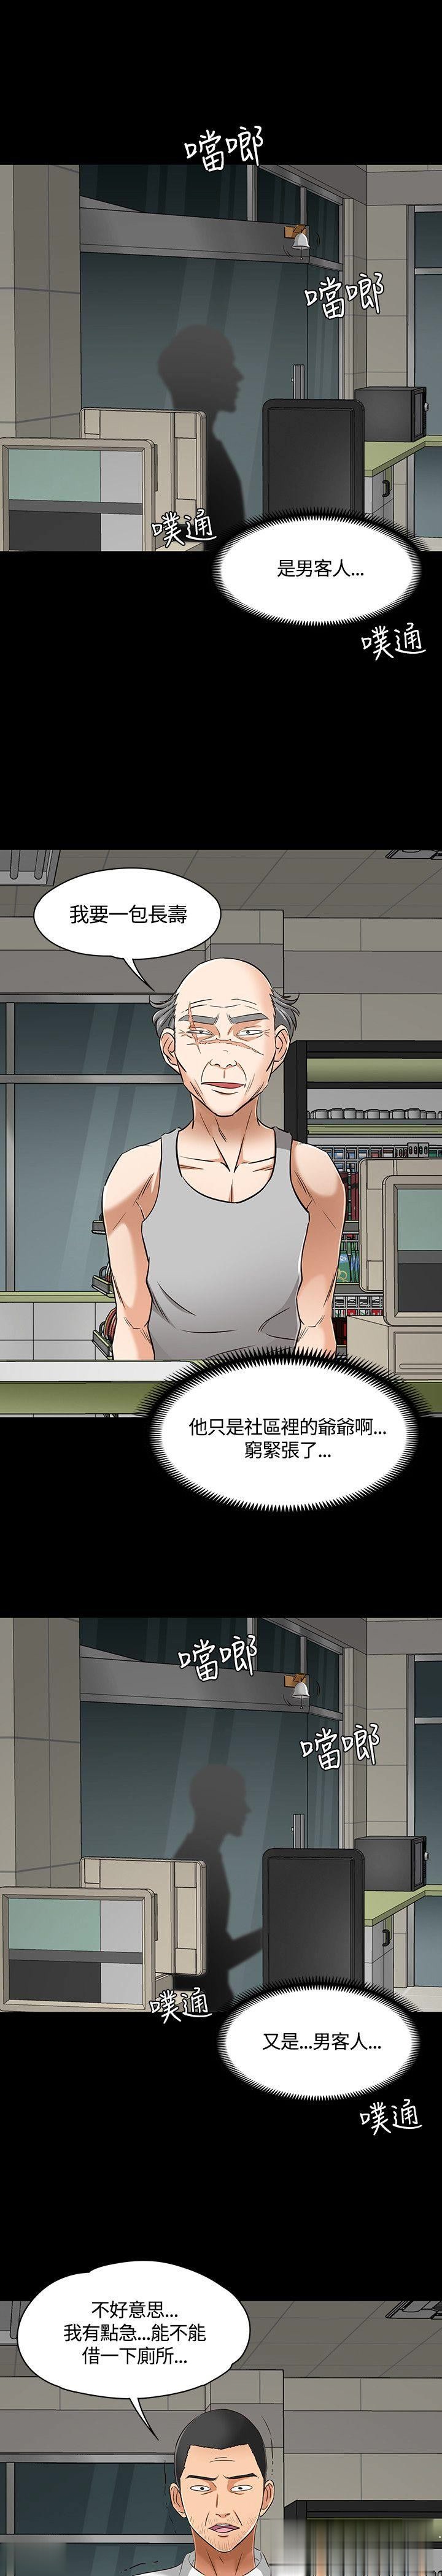 噹啷
噹啷
噗通
是男客人...
噗通
我要一包長壽
他只是社區裡的爺爺啊...
窮緊張了...
噹啷
噹啷
噗通
又是...男客人...
噗通
不好意思...
我有點急...能不能
借一下廁所...